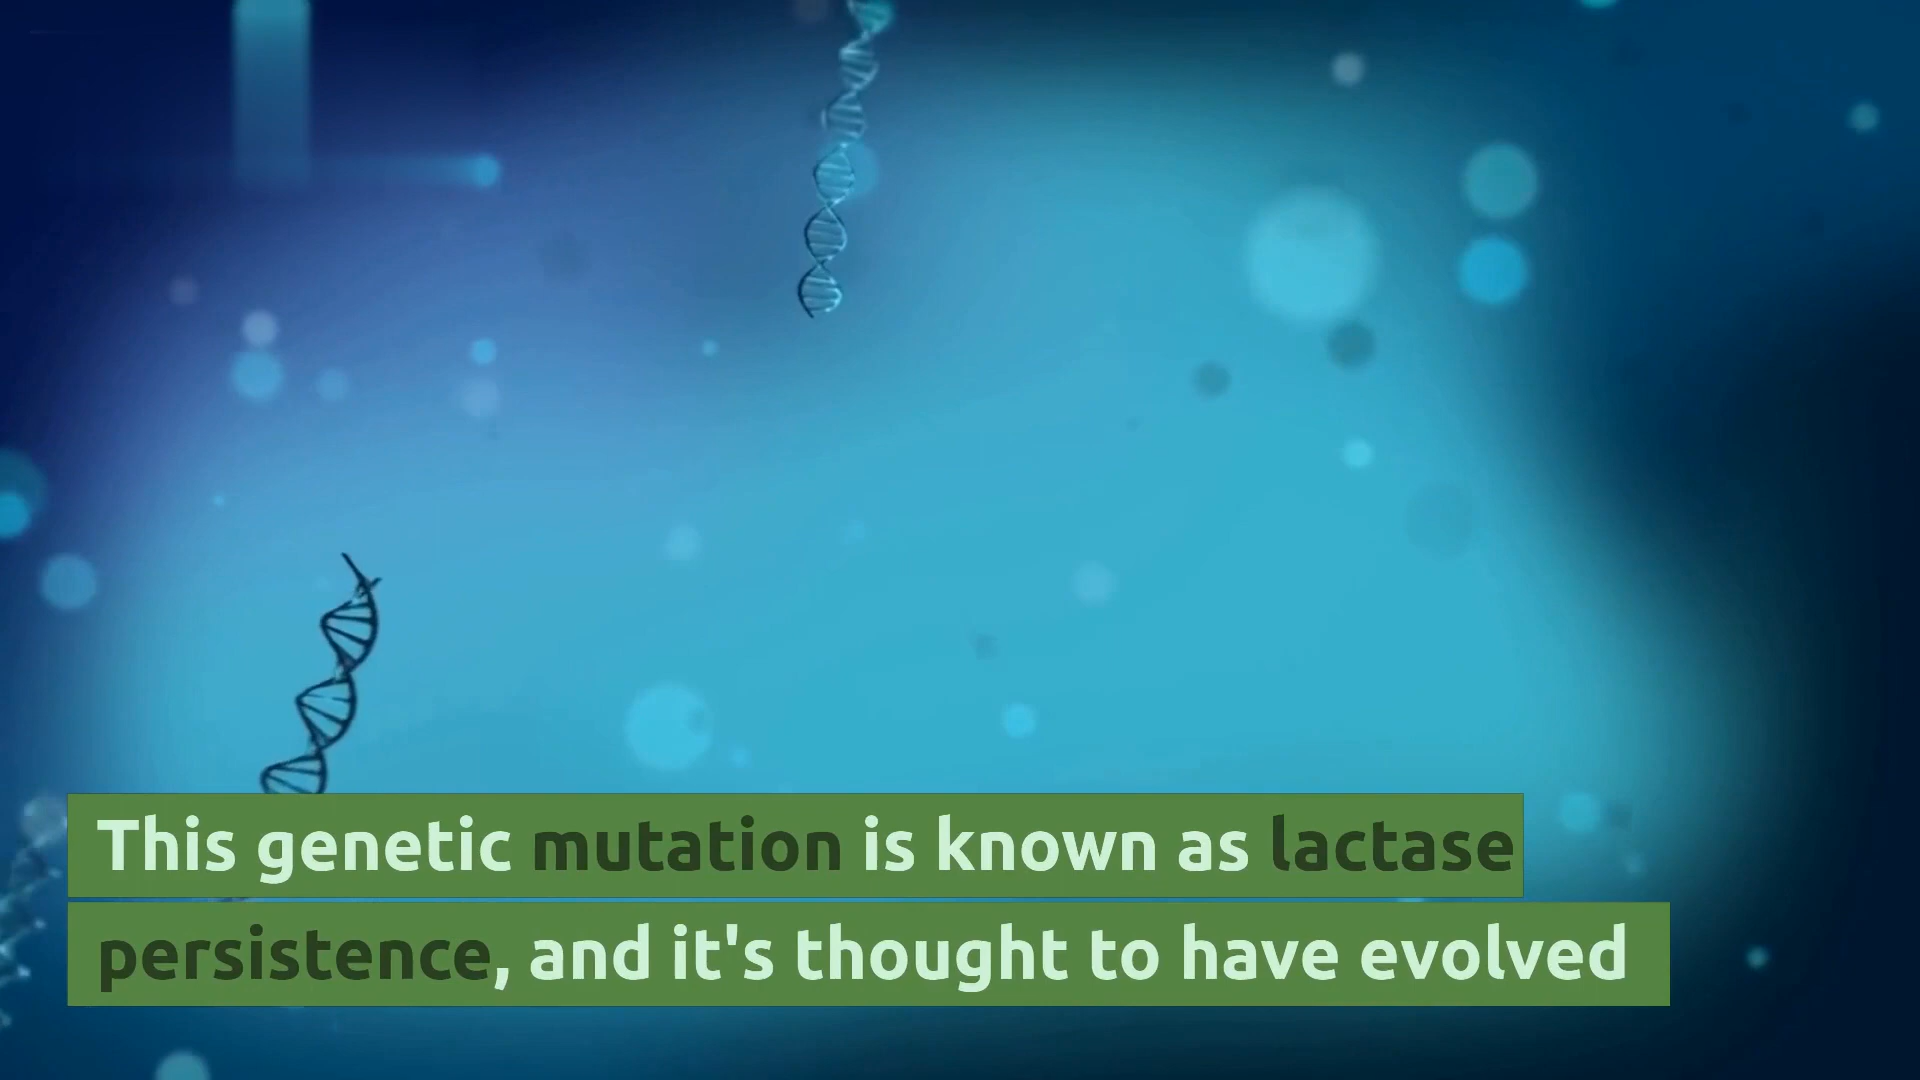 This genetic mutation is known as lactase
persistence, and it's thought to have evolved